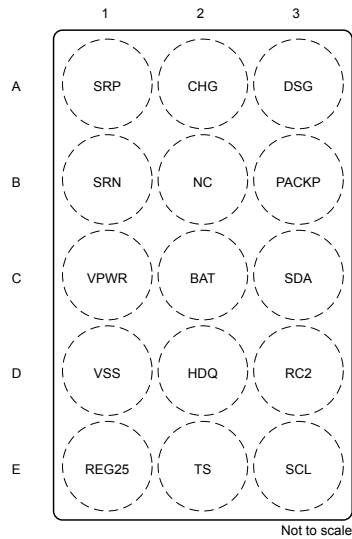 1 2 3
A SRP CHG DSG
B SRN NC PACKP
C VPWR BAT SDA
D VSS HDQ RC2
E REG25 TS SCL
Not to scale